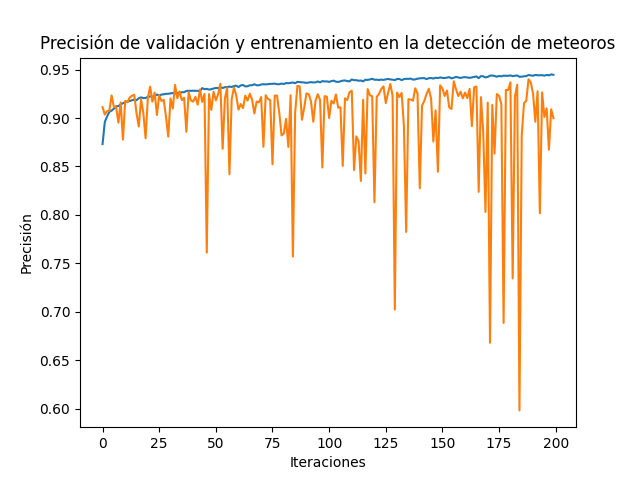 Precisión de validación y entrenamiento en la detección de meteoros
0.95
0.90
0.85
0.80
0.75
0.70
0.65
0.60
Precisión
0 25 50 75 100 125 150 175 200
Iteraciones